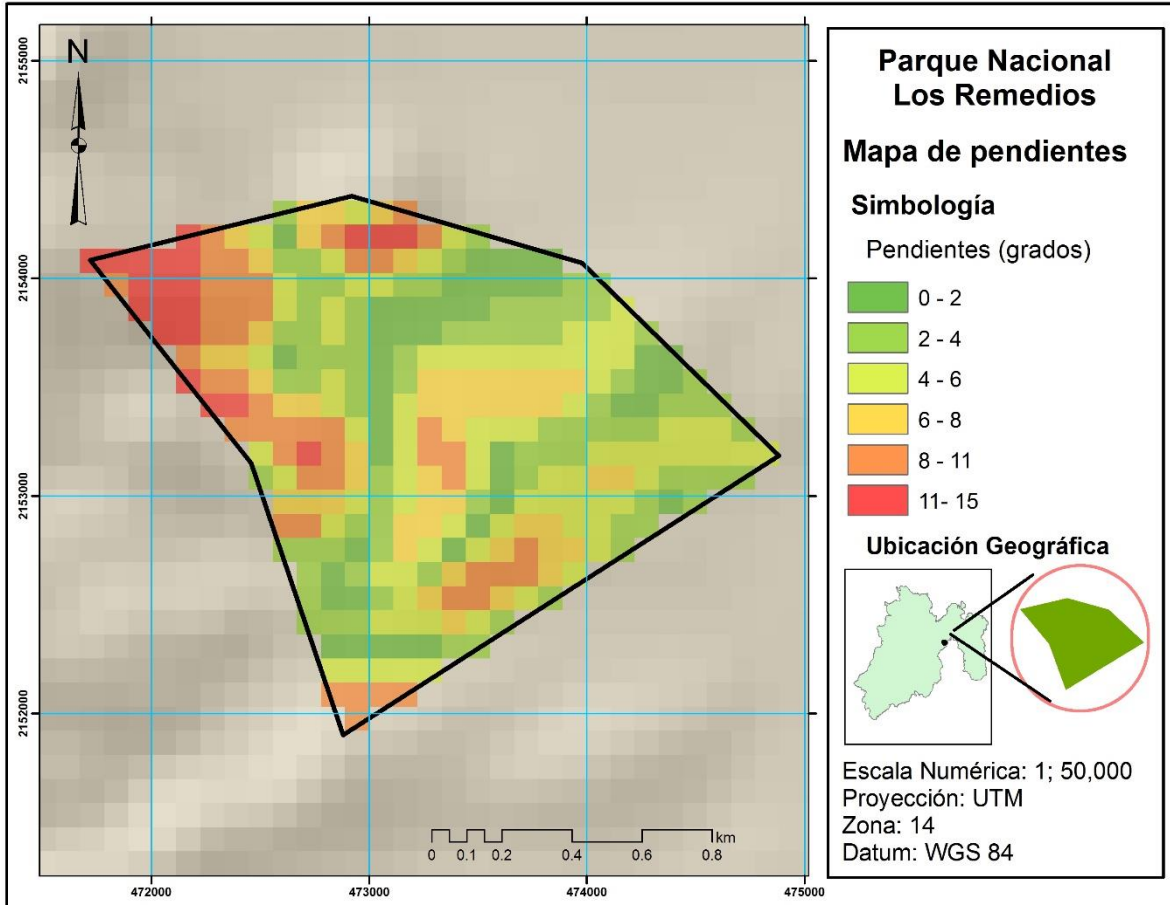 N
2155000
2154000
2153000
2152000
472000
473000
474000
475000
km
0 0.1 0.2 0.4 0.6 0.8
Parque Nacional
Los Remedios
Mapa de pendientes
Simbología
Pendientes (grados)
0 - 2
2 - 4
4 - 6
6 - 8
8 - 11
11- 15
Ubicación Geográfica
Escala Numérica: 1; 50,000
Proyección: UTM
Zona: 14
Datum: WGS 84